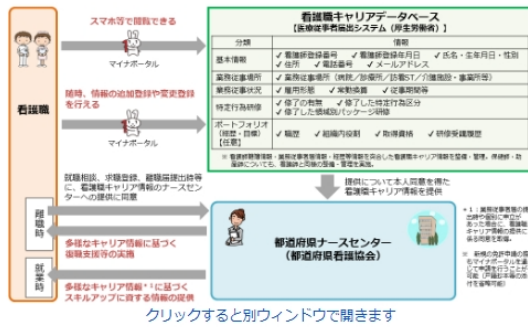 スマホ等で閲覧できる
マイナポータル
随時、情報の追加登録や変更登録
を行える
マイナポータル
看護職
就職相談、求職登録、離職届提出時等
に、看護職キャリア情報のナースセン
ターへの提供に同意
離職時
多様なキャリア情報に基づく
復職支援等の実施
就業時
多様なキャリア情報*1に基づく
スキルアップに資する情報の提供
看護職キャリアデータベース
【医療従事者届出システム（厚生労働省）】
分類
情報
基本情報
✓看護師登録番号 ✓看護師登録年月日 ✓氏名・生年月日・性別
✓住所 ✓電話番号 ✓メールアドレス
業務従事場所
✓業務従事場所（病院／診療所／訪看ST／介護施設・事業所等）
業務従事状況
✓雇用形態 ✓常勤換算 ✓従事期間等
特定行為研修
✓修了の有無 ✓修了した特定行為区分
✓修了した領域別パッケージ研修
ポートフォリオ
（経歴・目標）
【任意】
✓職歴 ✓組織内役割 ✓取得資格 ✓研修受講履歴
提供について本人同意を得た
看護職キャリア情報を提供
都道府県ナースセンター
（都道府県看護協会）
クリックすると別ウィンドウで開きます